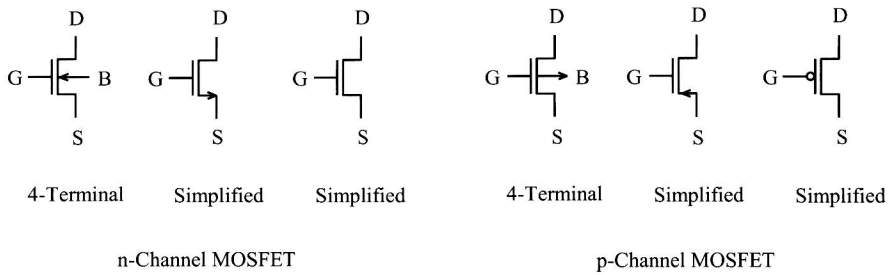 D D D D D D
G B G G G B G G
S S S S S S
4-Terminal Simplified Simplified 4-Terminal Simplified Simplified
n-Channel MOSFET p-Channel MOSFET